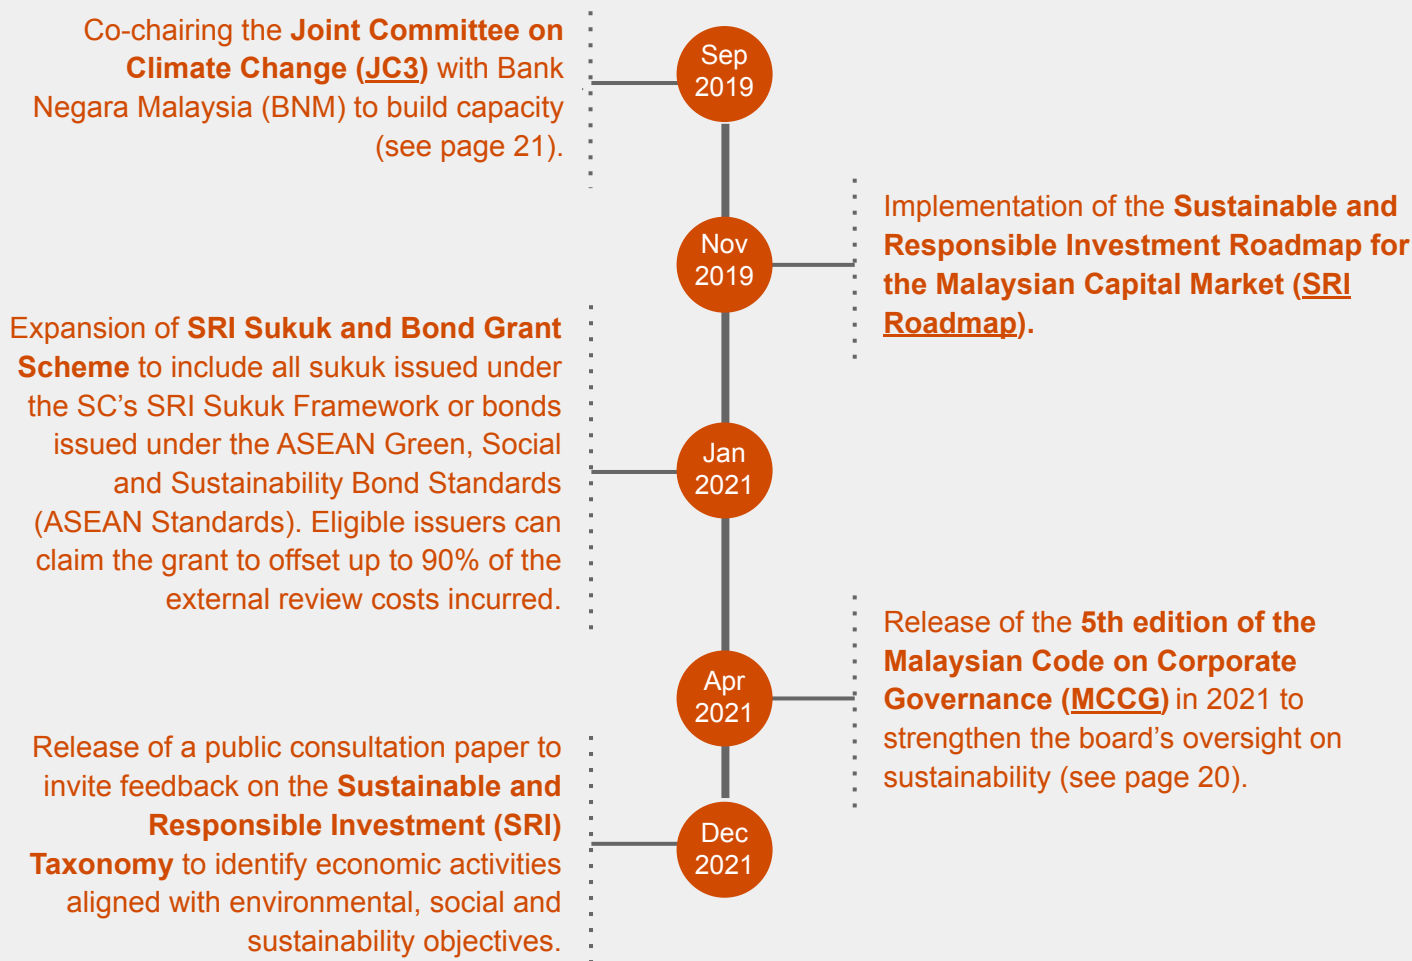 Co-chairing the Joint Committee on
Climate Change (JC3) with Bank
Negara Malaysia (BNM) to build capacity
(see page 21).
Sep
2019
Nov
2019
Implementation of the Sustainable and
Responsible Investment Roadmap for
the Malaysian Capital Market (SRI
Roadmap).
Expansion of SRI Sukuk and Bond Grant
Scheme to include all sukuk issued under
the SC’s SRI Sukuk Framework or bonds
issued under the ASEAN Green, Social
and Sustainability Bond Standards
(ASEAN Standards). Eligible issuers can
claim the grant to offset up to 90% of the
external review costs incurred.
Jan
2021
Apr
2021
Release of the 5th edition of the
Malaysian Code on Corporate
Governance (MCCG) in 2021 to
strengthen the board’s oversight on
sustainability (see page 20).
Release of a public consultation paper to
invite feedback on the Sustainable and
Responsible Investment (SRI)
Taxonomy to identify economic activities
aligned with environmental, social and
sustainability objectives.
Dec
2021